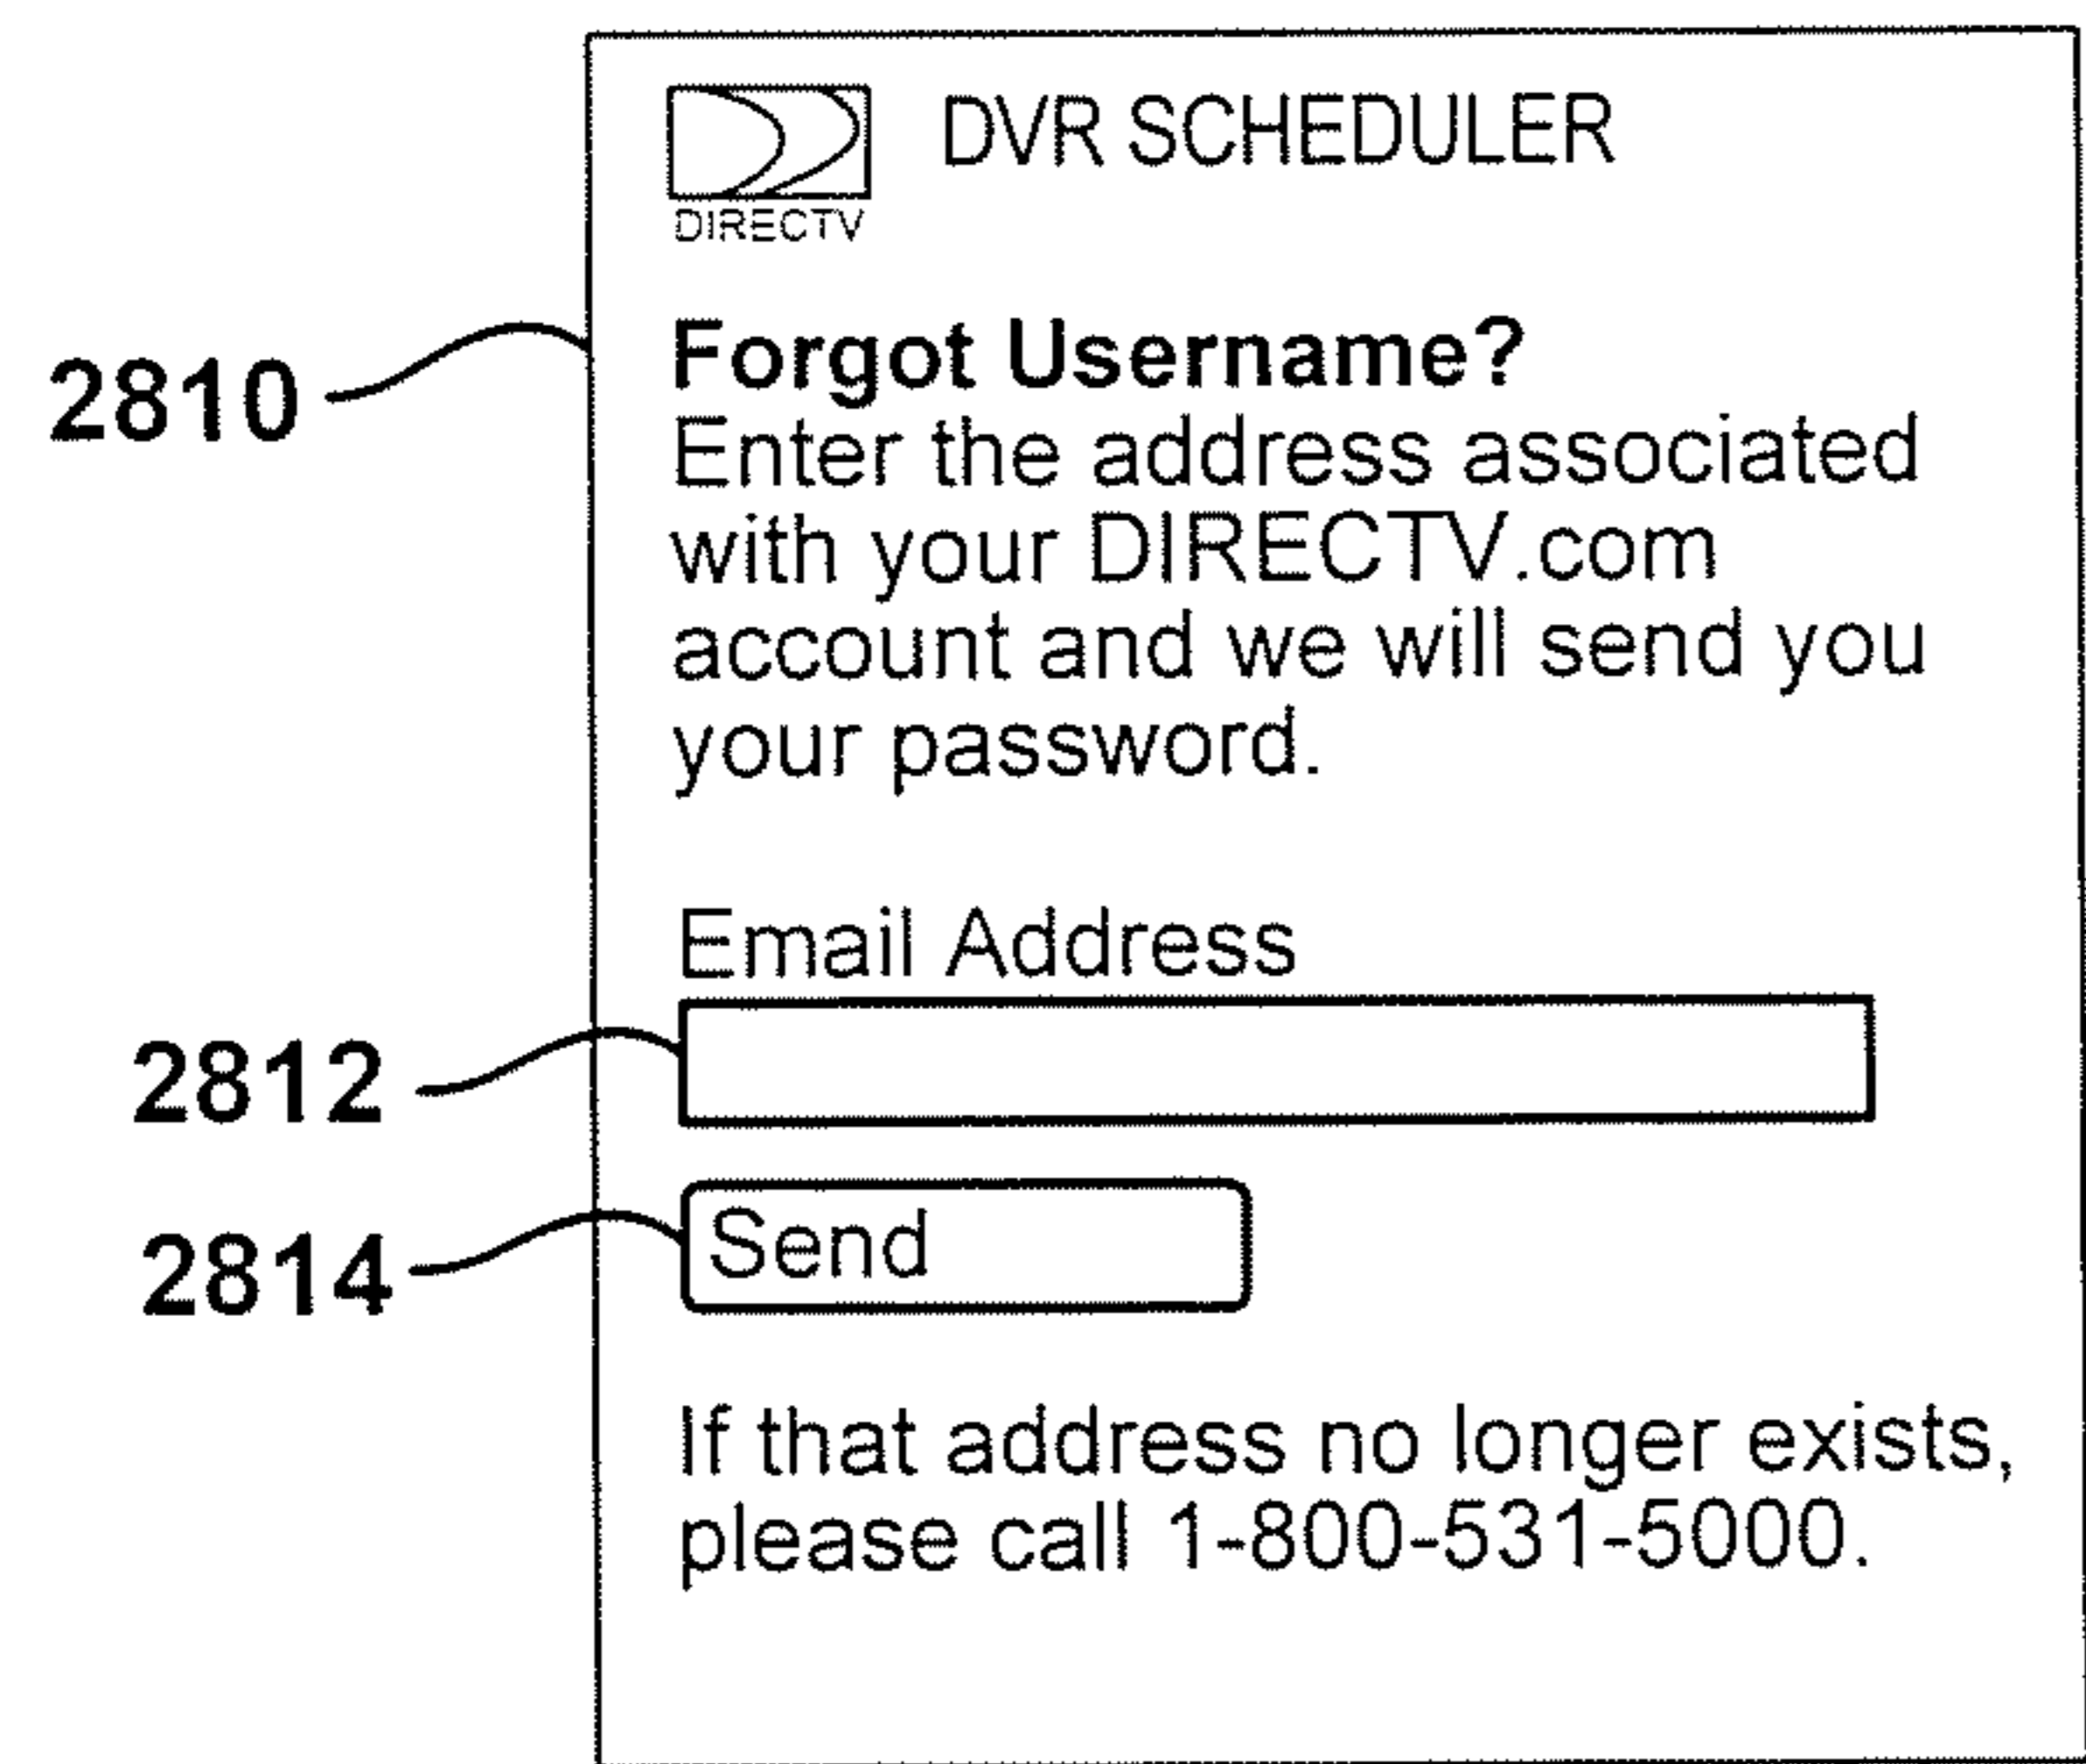 DVR SCHEDULER
DIRECTV
2810
Forgot Username?
Enter the address associated
with your DIRECTV.com
account and we will send you
your password.
Email Address
2812
2814
Send
If that address no longer exists,
please call 1-800-531-5000.